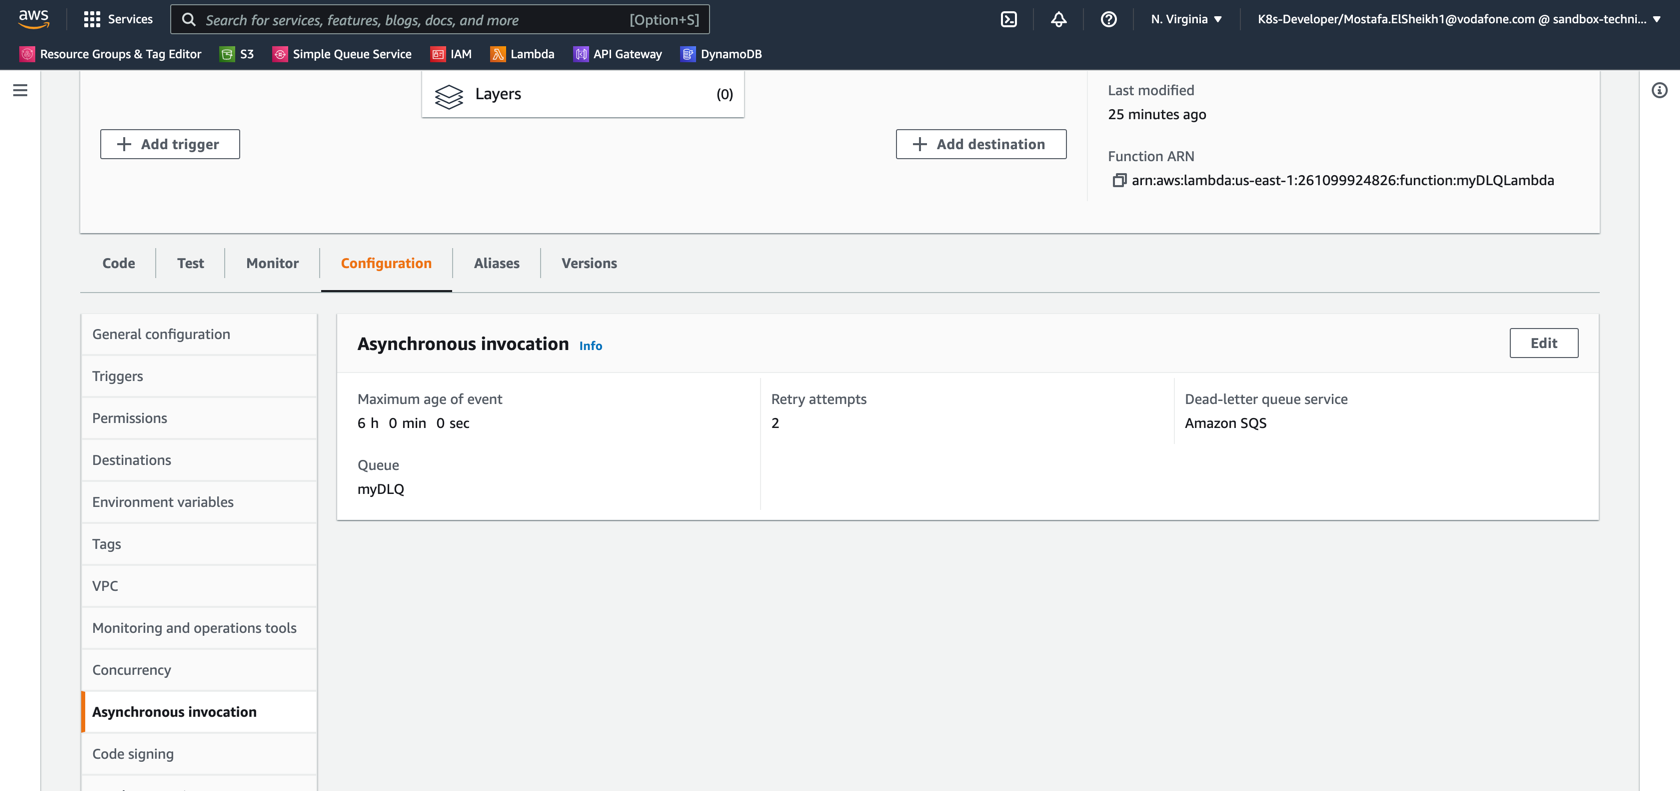 aws
Services
Search for services, features, blogs, docs, and more [Option+S]
N. Virginia
K8s-Developer/Mostafa.ElSheikh1@vodafone.com @ sandbox-techni...
Resource Groups & Tag Editor
S3
Simple Queue Service
IAM
Lambda
API Gateway
DynamoDB
Layers (0)
Add trigger
Add destination
Last modified
25 minutes ago
Function ARN
arn:aws:lambda:us-east-1:261099924826:function:myDLQLambda
Code
Test
Monitor
Configuration
Aliases
Versions
General configuration
Triggers
Permissions
Destinations
Environment variables
Tags
VPC
Monitoring and operations tools
Concurrency
Asynchronous invocation
Code signing
Asynchronous invocation Info
Edit
Maximum age of event
6 h 0 min 0 sec
Retry attempts
2
Dead-letter queue service
Amazon SQS
Queue
myDLQ